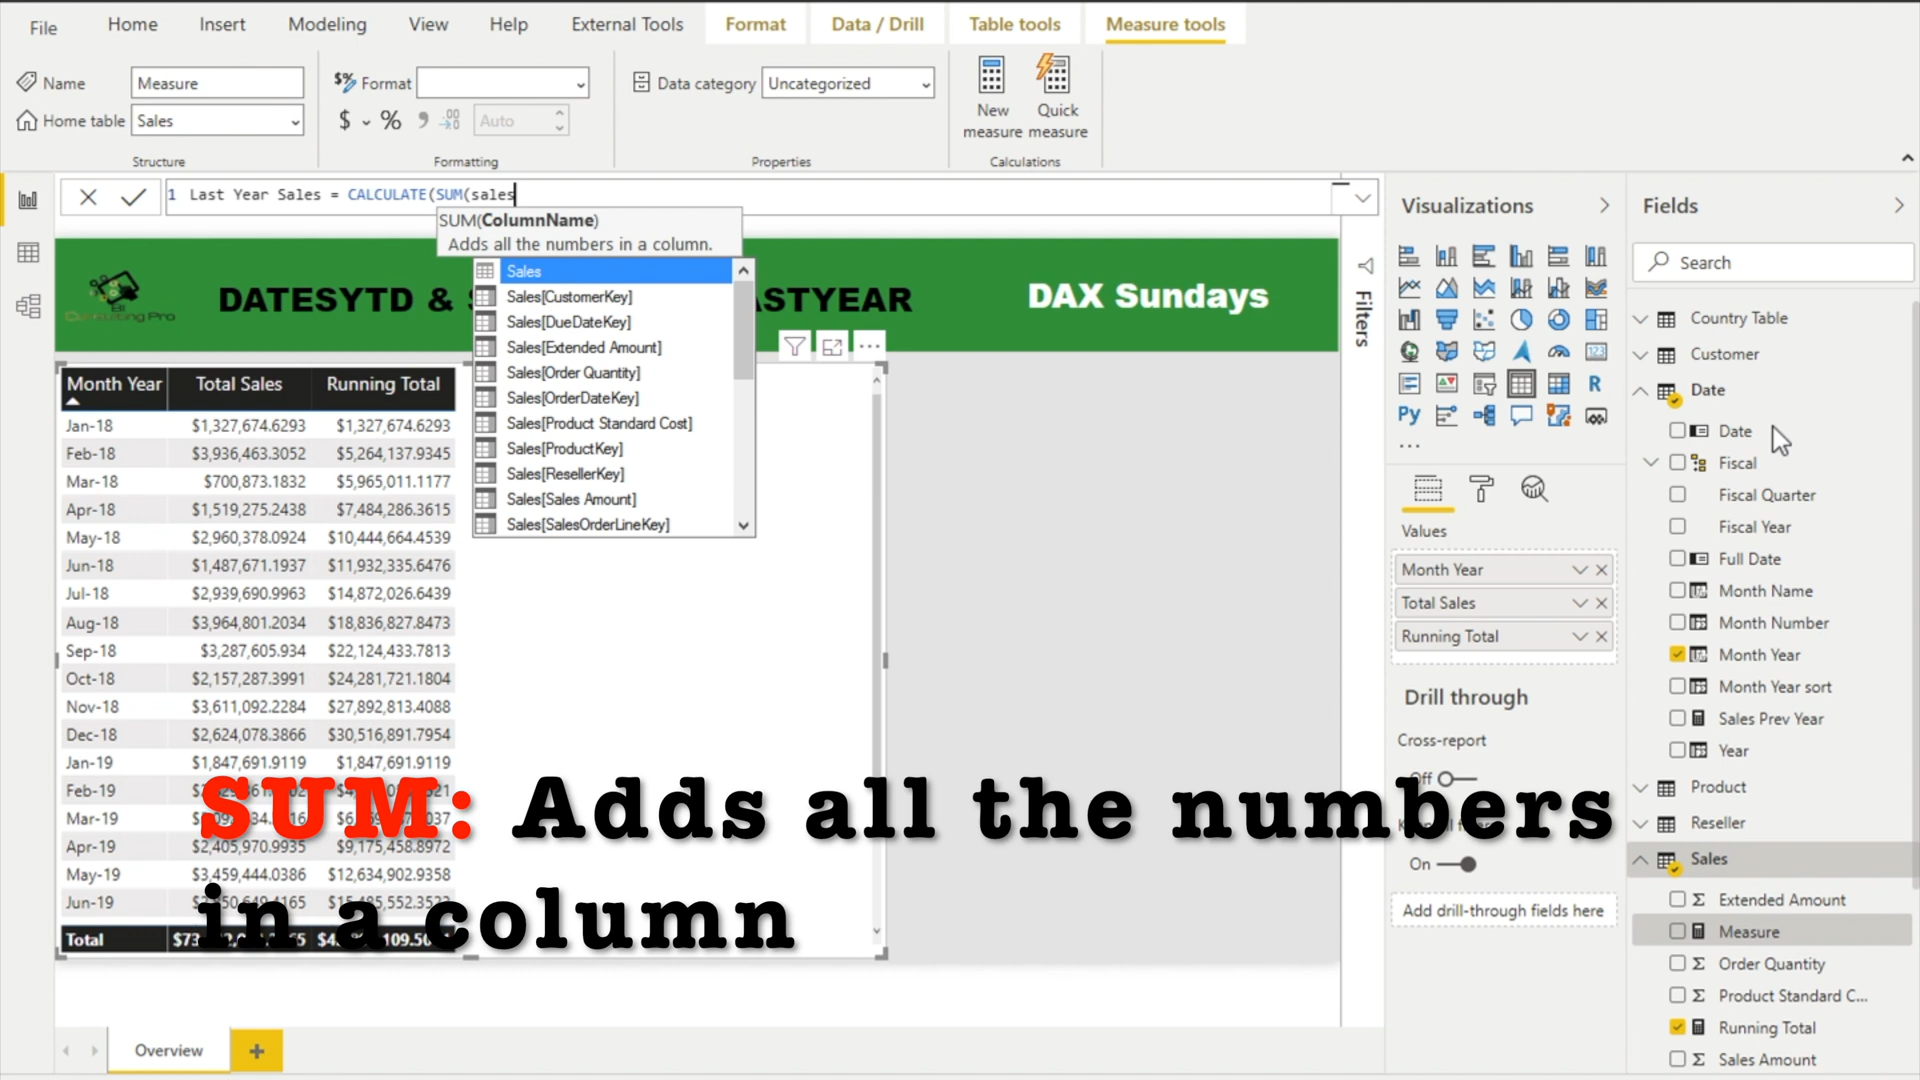 File Home Insert Modeling View Help External Tools Format Data / Drill Table tools Measure tools
Name Measure
Home table Sales
Structure
Format
$ % Auto
Formatting
Data category Uncategorized
Properties
New measure
Quick measure
Calculations
1 Last Year Sales = CALCULATE(SUM(sales
SUM(ColumnName)
Adds all the numbers in a column.
Sales
Sales[CustomerKey]
Sales[DueDateKey]
Sales[Extended Amount]
Sales[Order Quantity]
Sales[OrderDateKey]
Sales[Product Standard Cost]
Sales[ProductKey]
Sales[ResellerKey]
Sales[Sales Amount]
Sales[SalesOrderLineKey]
DATESYTD & S
ASTYEAR
DAX Sundays
Month Year Total Sales Running Total
Jan-18 $1,327,674.6293 $1,327,674.6293
Feb-18 $3,936,463.3052 $5,264,137.9345
Mar-18 $700,873.1832 $5,965,011.1177
Apr-18 $1,519,275.2438 $7,484,286.3615
May-18 $2,960,378.0924 $10,444,664.4539
Jun-18 $1,487,671.1937 $11,932,335.6476
Jul-18 $2,939,690.9963 $14,872,026.6439
Aug-18 $3,964,801.2034 $18,836,827.8473
Sep-18 $3,287,605.934 $22,124,433.7813
Oct-18 $2,157,287.3991 $24,281,721.1804
Nov-18 $3,611,092.2284 $27,892,813.4088
Dec-18 $2,624,078.3866 $30,516,891.7954
Jan-19 $1,847,691.9119 $1,847,691.9119
Feb-19
Mar-19
Apr-19 $2,405,970.9935 $9,175,458.8972
May-19 $3,459,444.0386 $12,634,902.9358
Jun-19
Total
SUM: Adds all the numbers
in a column
Overview
Filters
Visualizations
Values
Month Year
Total Sales
Running Total
Drill through
Cross-report
Off
On
Add drill-through fields here
Fields
Search
Country Table
Customer
Date
Date
Fiscal
Fiscal Quarter
Fiscal Year
Full Date
Month Name
Month Number
Month Year
Month Year sort
Sales Prev Year
Year
Product
Reseller
Sales
Extended Amount
Measure
Order Quantity
Product Standard C...
Running Total
Sales Amount